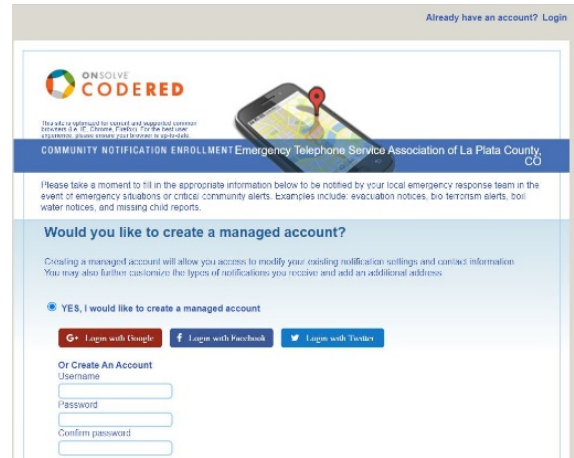 Already have an account? Login
ONSOLVE
CODERED
This site is optimized for current and supported common
browsers (i.e. IE, Chrome, Firefox). For the best user
experience, please ensure your browser is up-to-date.
COMMUNITY NOTIFICATION ENROLLMENT Emergency Telephone Service Association of La Plata County,
CO
Please take a moment to fill in the appropriate information below to be notified by your local emergency response team in the
event of emergency situations or critical community alerts. Examples include: evacuation notices, bio terrorism alerts, boil
water notices, and missing child reports.
Would you like to create a managed account?
Creating a managed account will allow you access to modify your existing notification settings and contact information.
You may also further customize the types of notifications you receive and add an additional address.
YES, I would like to create a managed account
G+ Login with Google
f Login with Facebook
Login with Twitter
Or Create An Account
Username
Password
Confirm password